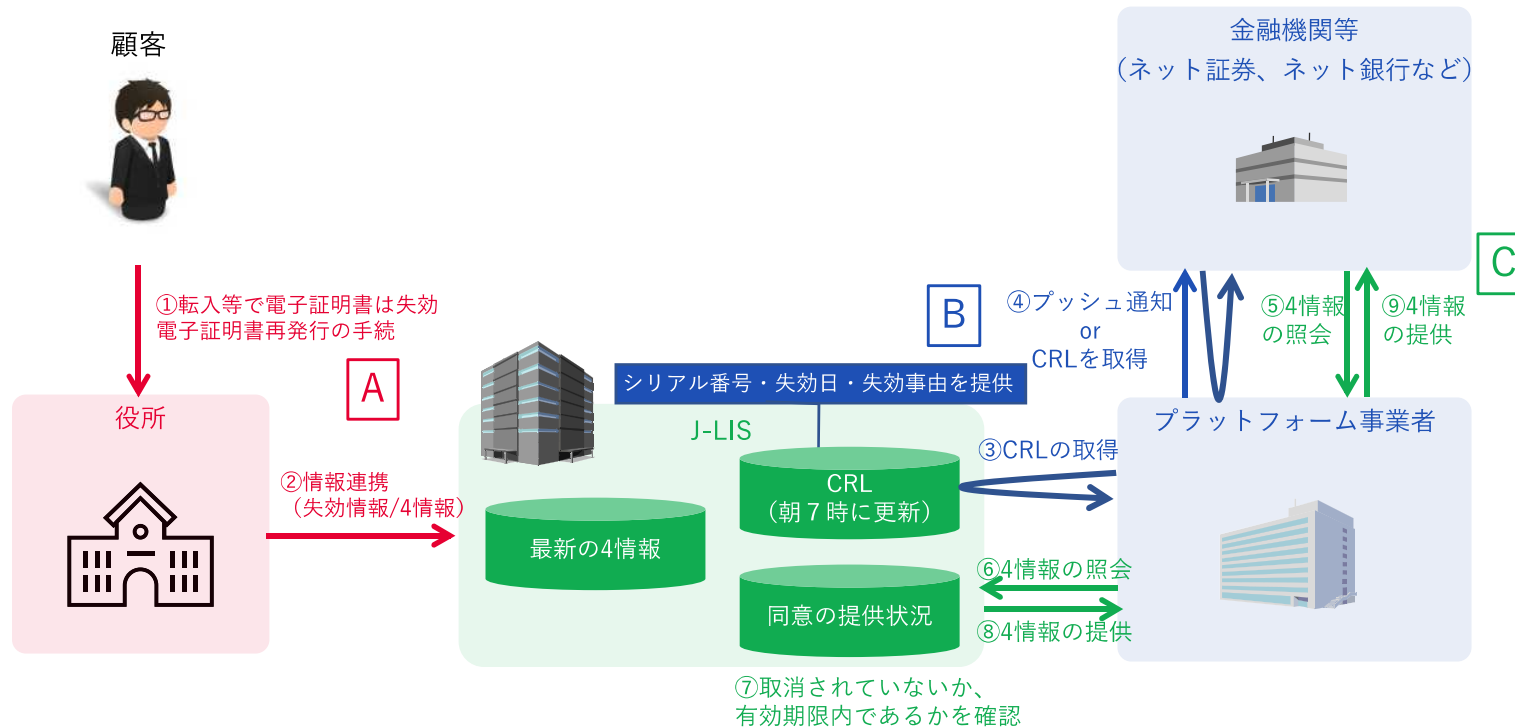 顧客
①転入等で電子証明書は失効
電子証明書再発行の手続
A
役所
②情報連携
（失効情報/4情報）
J-LIS
シリアル番号・失効日・失効事由を提供
最新の4情報
CRL
（朝７時に更新）
同意の提供状況
⑦取消されていないか、
有効期限内であるかを確認
B
③CRLの取得
④プッシュ通知
or
CRLを取得
⑥4情報の照会
⑧4情報の提供
金融機関等
（ネット証券、ネット銀行など）
C
⑤4情報
の照会
⑨4情報
の提供
プラットフォーム事業者